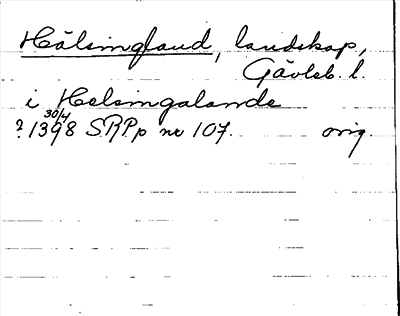 Hälsingland, landskap,
Gävleb. l.
i Helsingalande
30/4
? 1398 SRPp nr 107. orig.